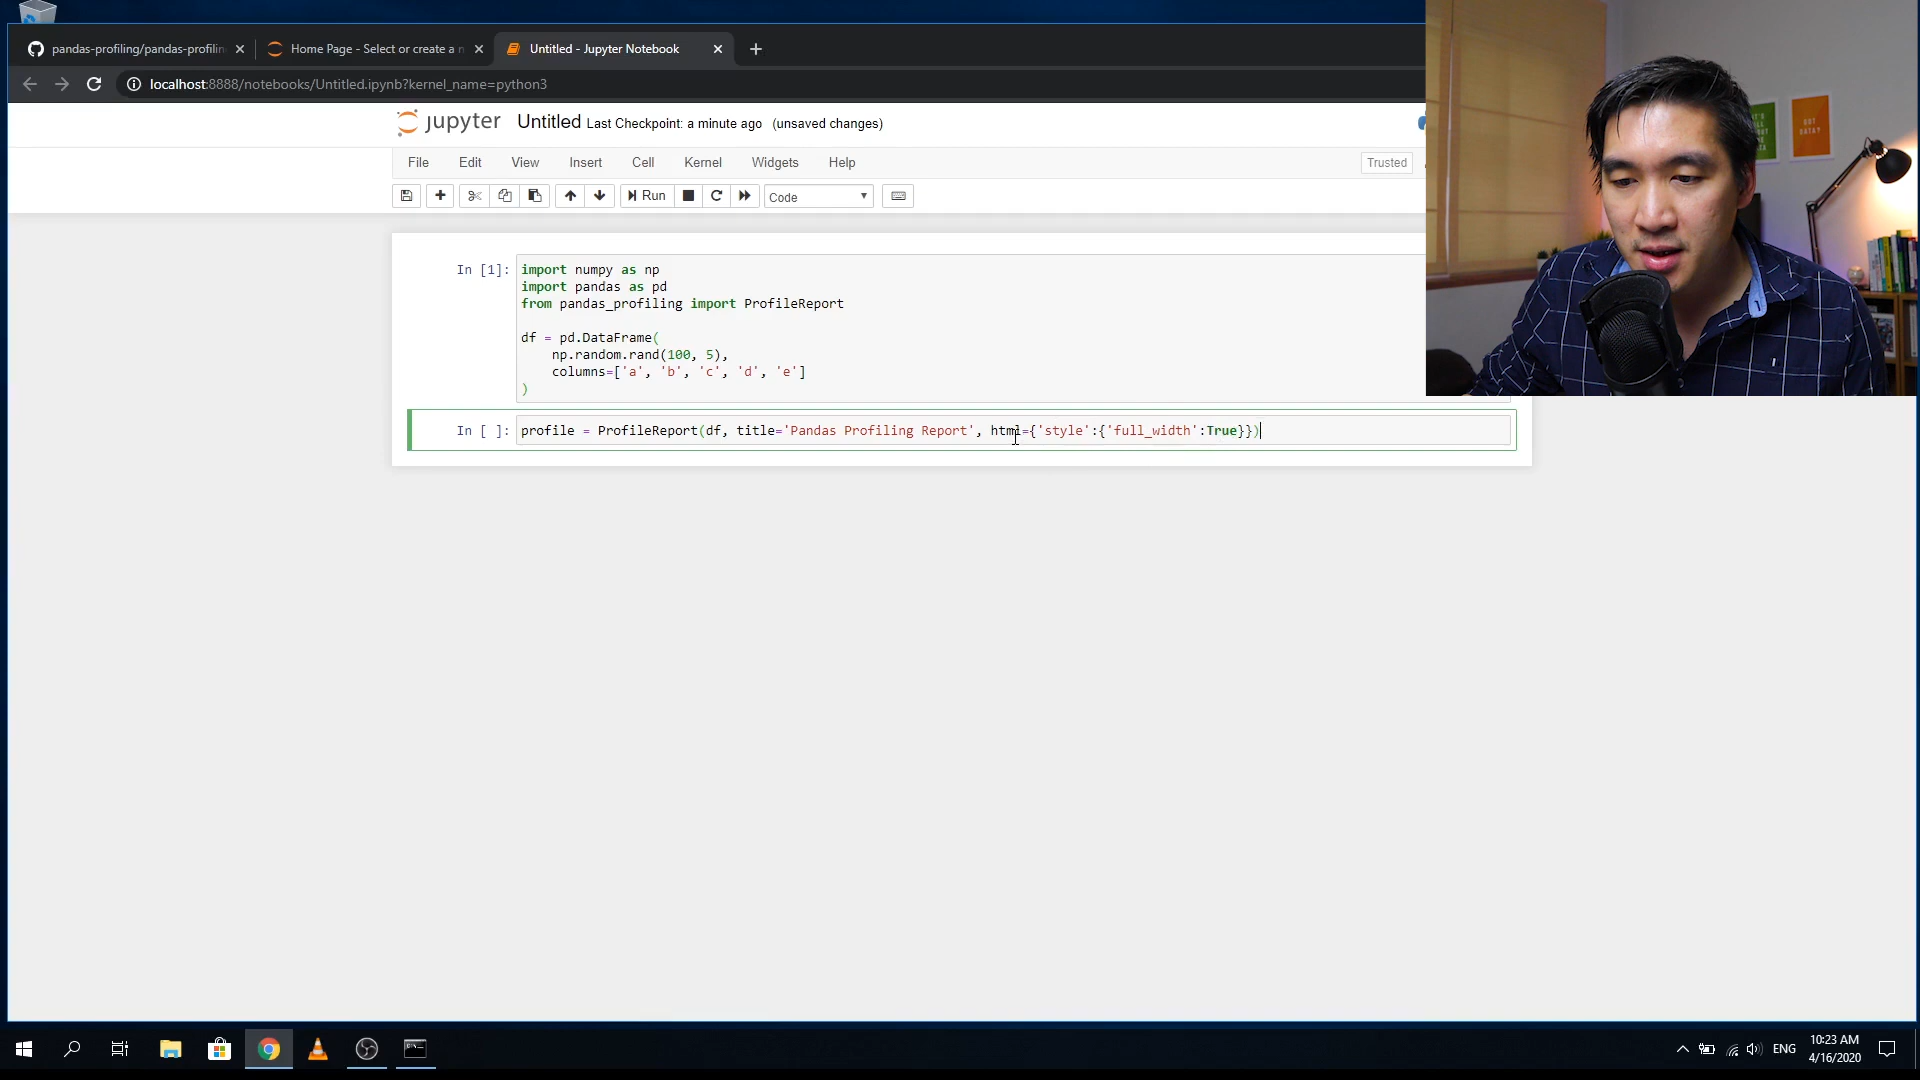 pandas-profiling/pandas-profilin
Home Page - Select or create a n
Untitled - Jupyter Notebook
localhost:8888/notebooks/Untitled.ipynb?kernel_name=python3
jupyter Untitled Last Checkpoint: a minute ago (unsaved changes)
File Edit View Insert Cell Kernel Widgets Help Trusted
Run Code
In [1]: import numpy as np
import pandas as pd
from pandas_profiling import ProfileReport
df = pd.DataFrame(
np.random.rand(100, 5),
columns=['a', 'b', 'c', 'd', 'e']
)
In [ ]: profile = ProfileReport(df, title='Pandas Profiling Report', html={'style':{'full_width':True}})
ENG
10:23 AM
4/16/2020